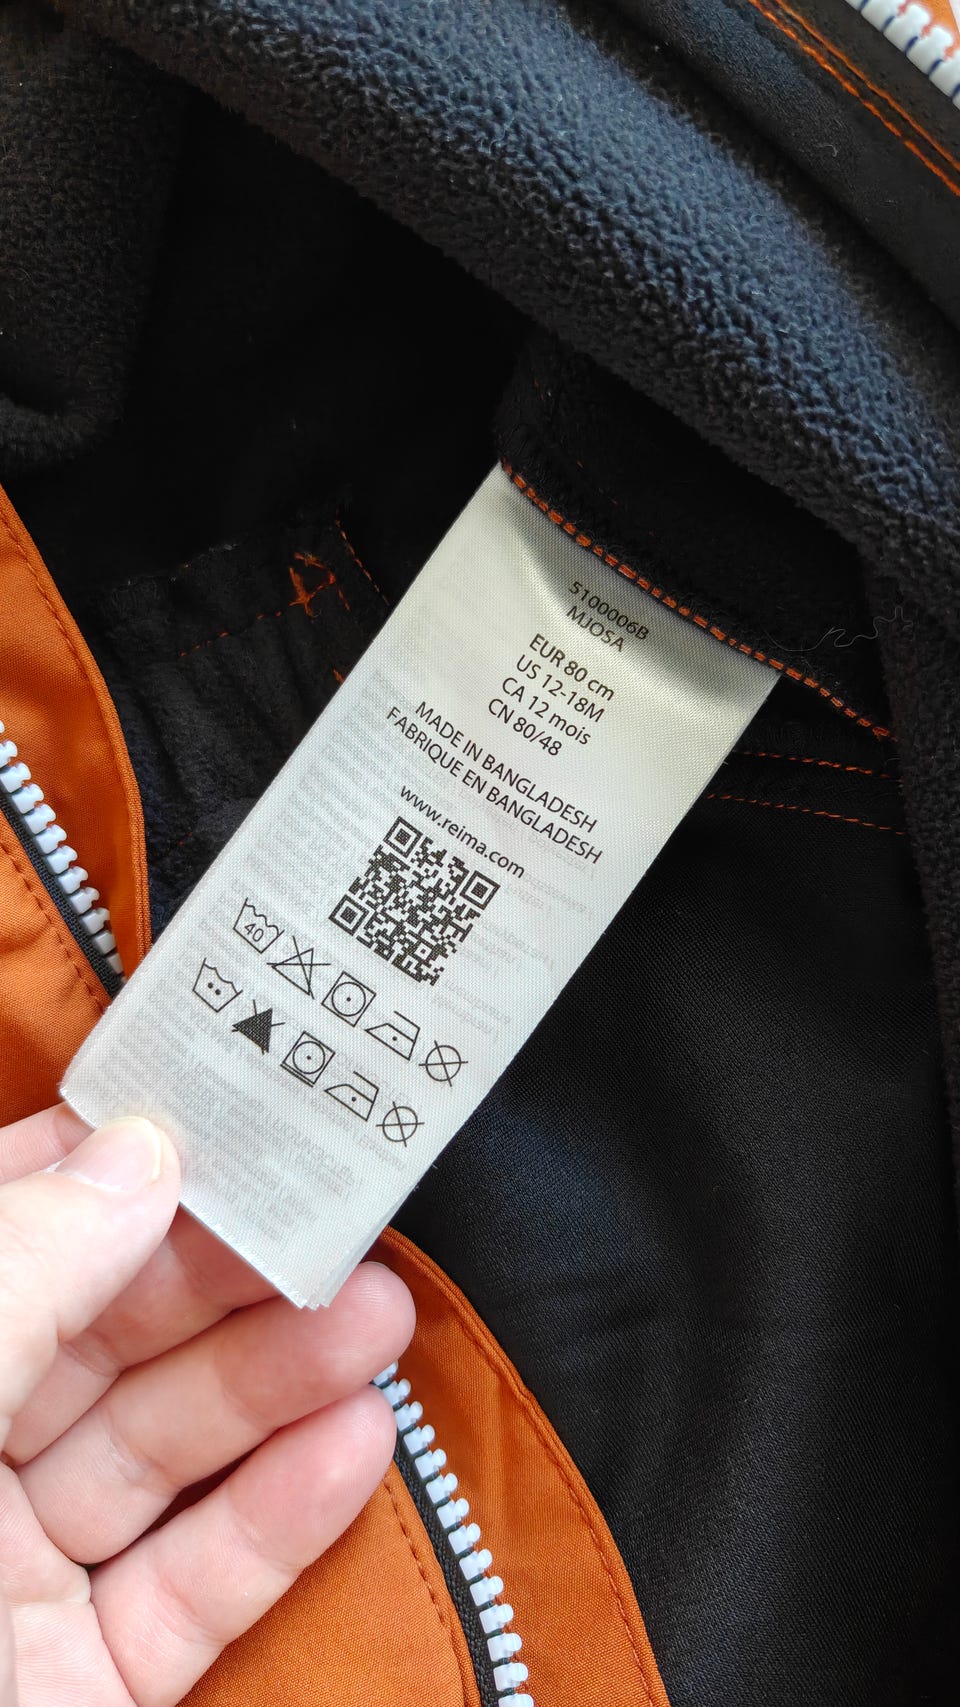 5100006B
MJOSA
EUR 80 cm
US 12-18M
CA 12 mois
CN 80/48
MADE IN BANGLADESH
FABRIQUE EN BANGLADESH
www.reima.com
40